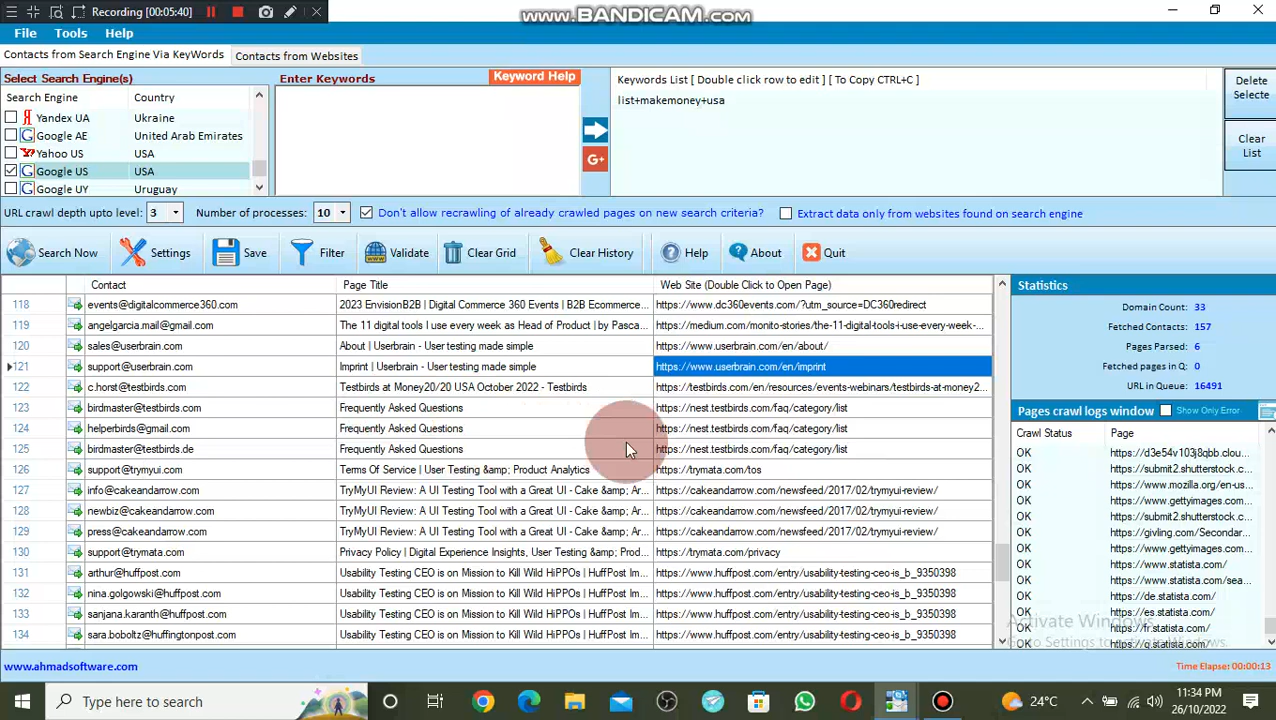 Recording [00:05:40]
www.BANDICAM.com
File Tools Help
Contacts from Search Engine Via KeyWords Contacts from Websites
Select Search Engine(s) Enter Keywords Keyword Help Keywords List [ Double click row to edit ] [ To Copy CTRL+C ] Delete Selecte
Search Engine Country
list+makemoney+usa
Yandex UA Ukraine
Google AE United Arab Emirates
Yahoo US USA
Google US USA
Google UY Uruguay
G+
Clear List
URL crawl depth upto level: 3 Number of processes: 10 Don't allow recrawling of already crawled pages on new search criteria? Extract data only from websites found on search engine
Search Now Settings Save Filter Validate Clear Grid Clear History Help About Quit
Contact Page Title Web Site (Double Click to Open Page)
118 events@digitalcommerce360.com 2023 EnvisionB2B | Digital Commerce 360 Events | B2B Ecommerce... https://www.dc360events.com/?utm_source=DC360redirect
119 angelgarcia.mail@gmail.com The 11 digital tools I use every week as Head of Product | by Pasca... https://medium.com/monito-stories/the-11-digital-tools-i-use-every-week-...
120 sales@userbrain.com About | Userbrain - User testing made simple https://www.userbrain.com/en/about/
121 support@userbrain.com Imprint | Userbrain - User testing made simple https://www.userbrain.com/en/imprint
122 c.horst@testbirds.com Testbirds at Money20/20 USA October 2022 - Testbirds https://testbirds.com/en/resources/events-webinars/testbirds-at-money2...
123 birdmaster@testbirds.com Frequently Asked Questions https://nest.testbirds.com/faq/category/list
124 helperbirds@gmail.com Frequently Asked Questions https://nest.testbirds.com/faq/category/list
125 birdmaster@testbirds.de Frequently Asked Questions https://nest.testbirds.com/faq/category/list
126 support@trymyui.com Terms Of Service | User Testing &amp; Product Analytics https://trymata.com/tos
127 info@cakeandarrow.com TryMyUI Review: A UI Testing Tool with a Great UI - Cake &amp; Ar... https://cakeandarrow.com/newsfeed/2017/02/trymyui-review/
128 newbiz@cakeandarrow.com TryMyUI Review: A UI Testing Tool with a Great UI - Cake &amp; Ar... https://cakeandarrow.com/newsfeed/2017/02/trymyui-review/
129 press@cakeandarrow.com TryMyUI Review: A UI Testing Tool with a Great UI - Cake &amp; Ar... https://cakeandarrow.com/newsfeed/2017/02/trymyui-review/
130 support@trymata.com Privacy Policy | Digital Experience Insights, User Testing &amp; Prod... https://trymata.com/privacy
131 arthur@huffpost.com Usability Testing CEO is on Mission to Kill Wild HiPPOs | HuffPost Im... https://www.huffpost.com/entry/usability-testing-ceo-is_b_9350398
132 nina.golgowski@huffpost.com Usability Testing CEO is on Mission to Kill Wild HiPPOs | HuffPost Im... https://www.huffpost.com/entry/usability-testing-ceo-is_b_9350398
133 sanjana.karanth@huffpost.com Usability Testing CEO is on Mission to Kill Wild HiPPOs | HuffPost Im... https://www.huffpost.com/entry/usability-testing-ceo-is_b_9350398
134 sara.boboltz@huffingtonpost.com Usability Testing CEO is on Mission to Kill Wild HiPPOs | HuffPost Im... https://www.huffpost.com/entry/usability-testing-ceo-is_b_9350398
Statistics
Domain Count: 33
Fetched Contacts: 157
Pages Parsed: 6
Fetched pages in Q: 0
URL in Queue: 16491
Pages crawl logs window Show Only Error
Crawl Status Page
OK https://d3e54v103j8qbb.clou...
OK https://submit2.shutterstock.c...
OK https://www.mozilla.org/en-us...
OK https://www.gettyimages.com...
OK https://submit2.shutterstock.c...
OK https://givling.com/Secondar...
OK https://www.gettyimages.com...
OK https://www.statista.com/
OK https://www.statista.com/sea...
OK https://de.statista.com/
OK https://es.statista.com/
OK https://fr.statista.com/
OK https://q.statista.com/
Activate Windows
Go to Settings to activate Windows.
www.ahmadsoftware.com Time Elapse: 00:00:13
Type here to search 24°C 11:34 PM
26/10/2022